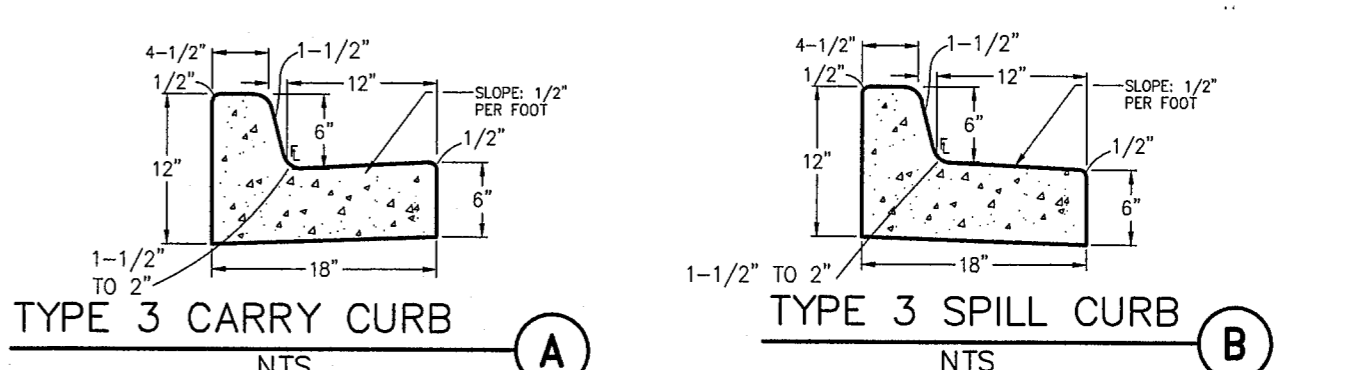 4-1/2"
1-1/2"
1/2"
12"
SLOPE: 1/2"
PER FOOT
6"
1/2"
12"
FL
6"
1-1/2"
TO 2"
18"
TYPE 3 CARRY CURB
A
NTS
4-1/2"
1-1/2"
1/2"
12"
SLOPE: 1/2"
PER FOOT
6"
1/2"
12"
FL
6"
1-1/2" TO 2"
18"
TYPE 3 SPILL CURB
B
NTS